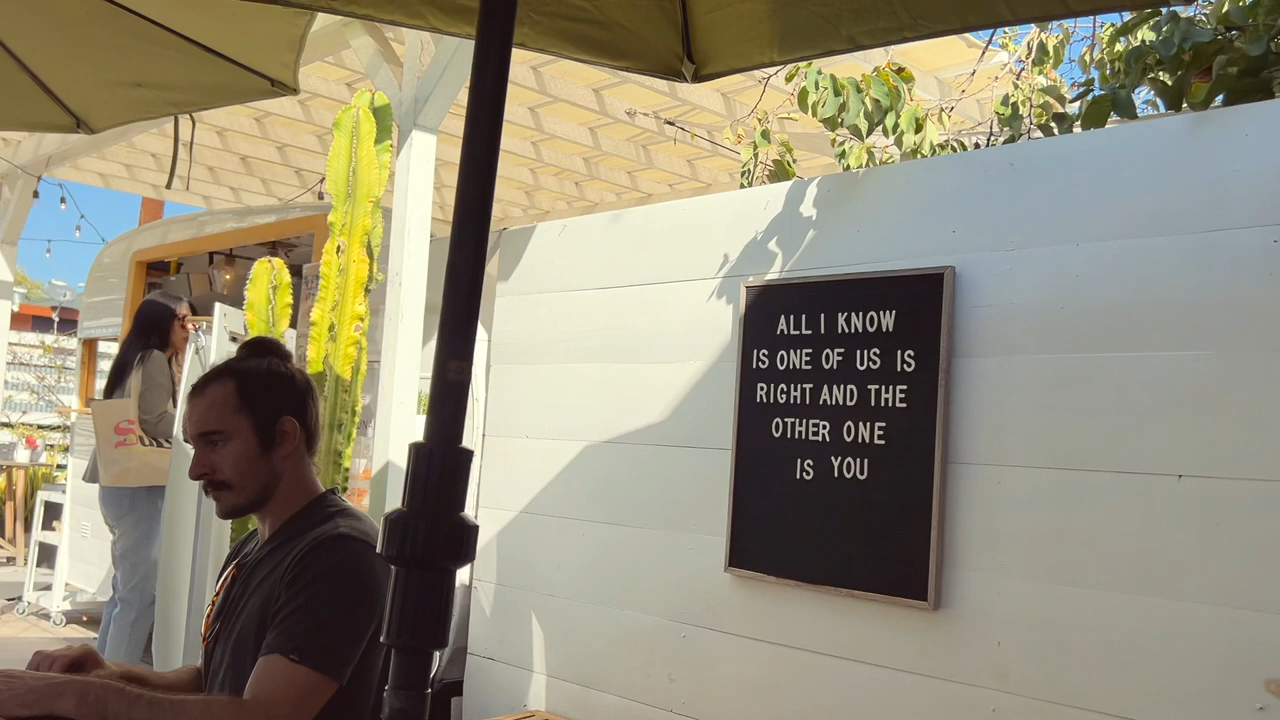 ALL I KNOW
IS ONE OF US IS
RIGHT AND THE
OTHER ONE
IS YOU